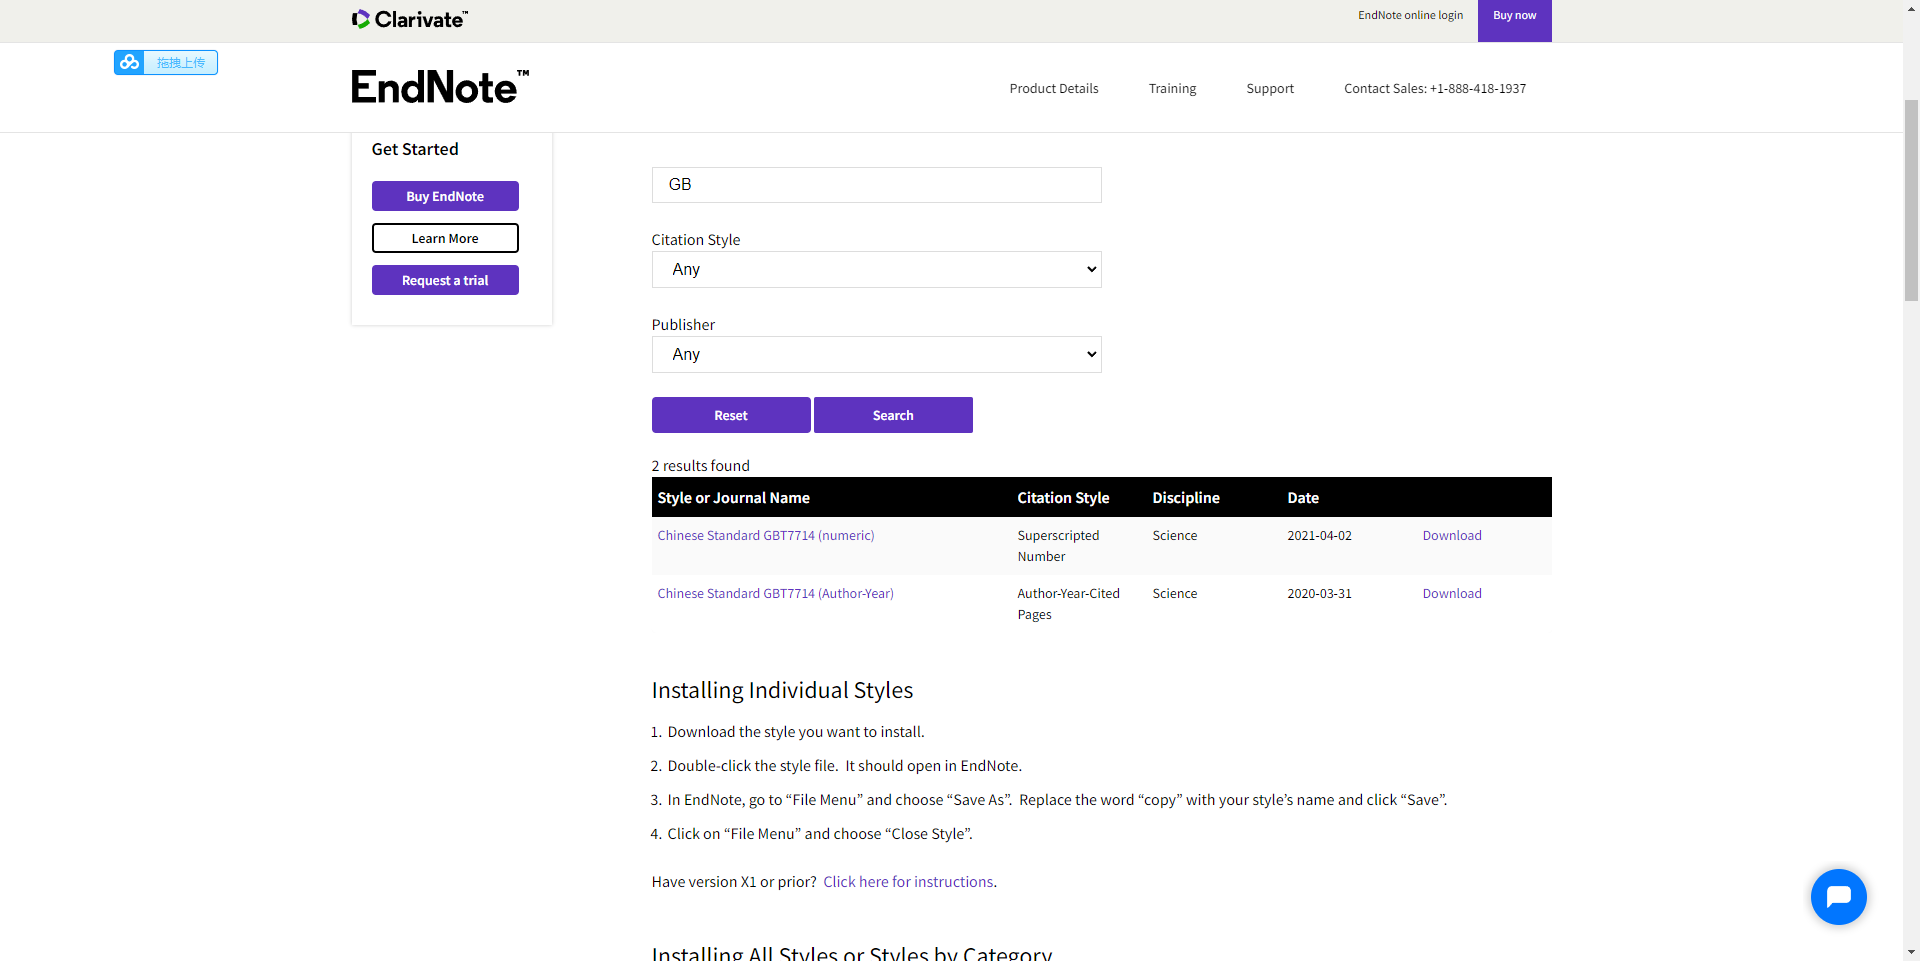 Clarivate™
EndNote online login
Buy now
拖拽上传
EndNote™
Product Details
Training
Support
Contact Sales: +1-888-418-1937
Get Started
Buy EndNote
Learn More
Request a trial
GB
Citation Style
Any
Publisher
Any
Reset
Search
2 results found
Style or Journal Name Citation Style Discipline Date
Chinese Standard GBT7714 (numeric) Superscripted Science 2021-04-02 Download
Number
Chinese Standard GBT7714 (Author-Year) Author-Year-Cited Science 2020-03-31 Download
Pages
Installing Individual Styles
1. Download the style you want to install.
2. Double-click the style file.  It should open in EndNote.
3. In EndNote, go to “File Menu” and choose “Save As”.  Replace the word “copy” with your style’s name and click “Save”.
4. Click on “File Menu” and choose “Close Style”.
Have version X1 or prior?  Click here for instructions.
Installing All Styles or Styles by Category